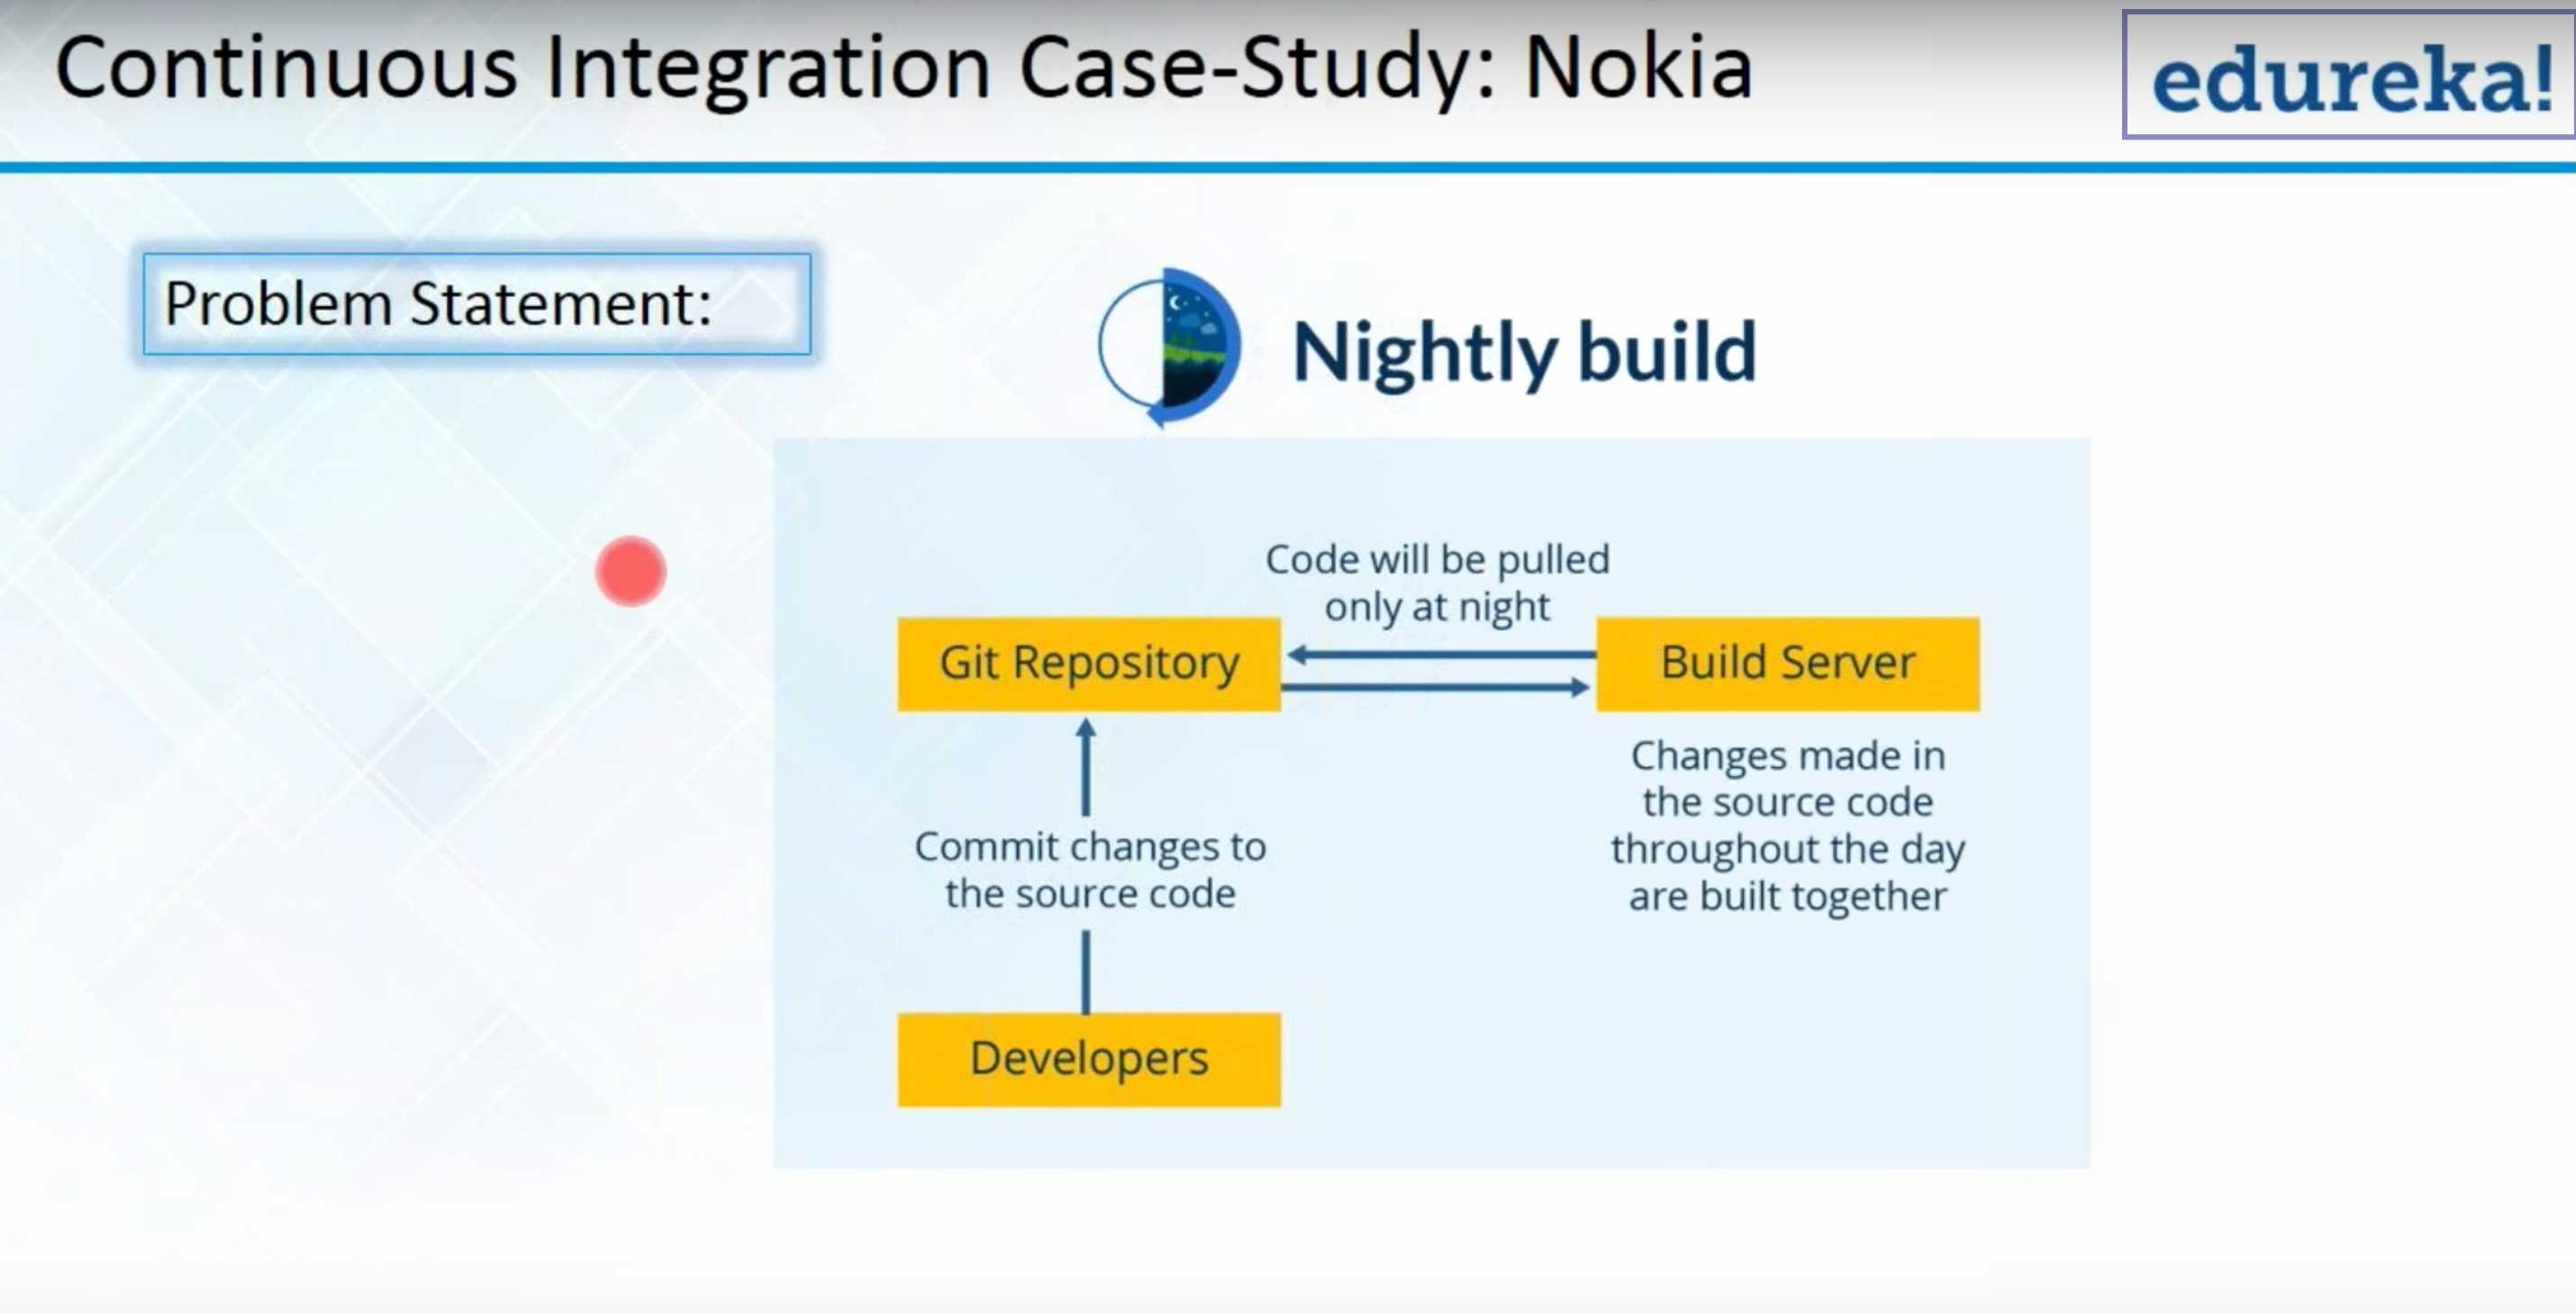 Continuous Integration Case-Study: Nokia
edureka!
Problem Statement:
Nightly build
Code will be pulled
only at night
Git Repository
Build Server
Changes made in
the source code
throughout the day
are built together
Commit changes to
the source code
Developers